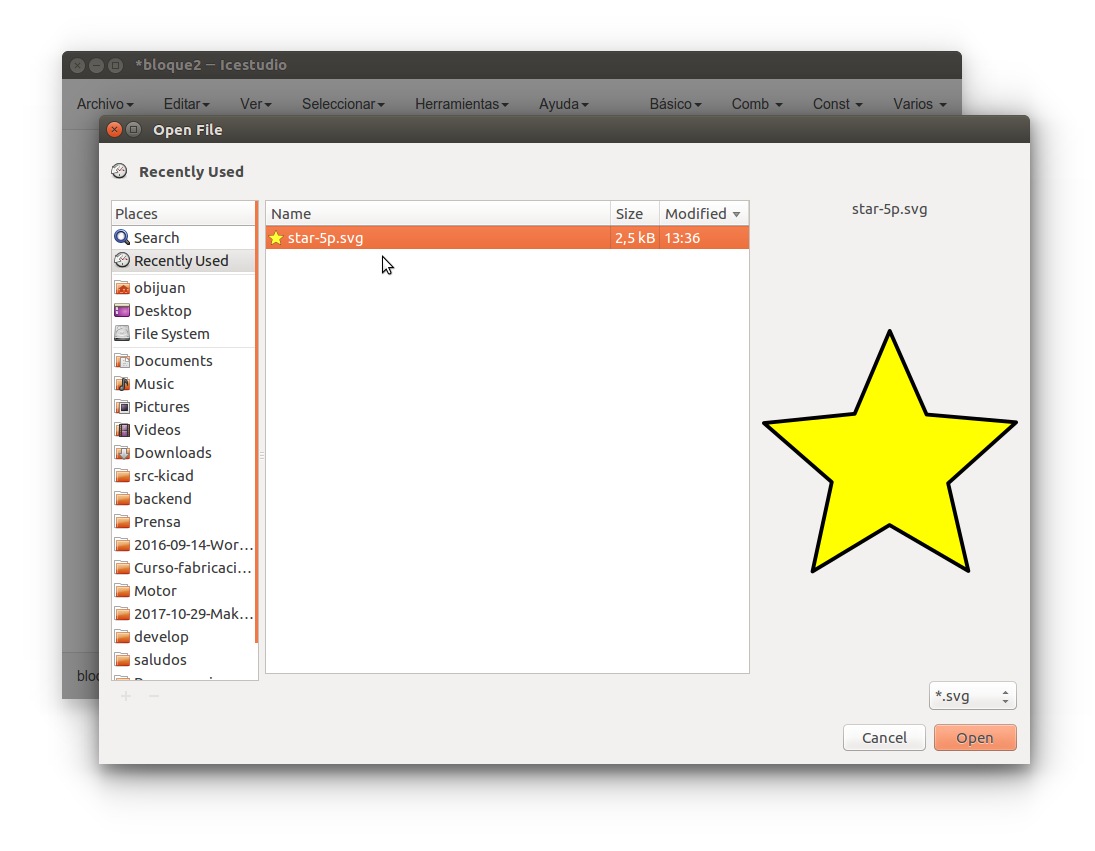 *bloque2 — Icestudio
Archivo Editar Ver Seleccionar Herramientas Ayuda Básico Comb Const Varios
Open File
Recently Used
Places
Search
Recently Used
obijuan
Desktop
File System
Documents
Music
Pictures
Videos
Downloads
src-kicad
backend
Prensa
2016-09-14-Wor...
Curso-fabricaci...
Motor
2017-10-29-Mak...
develop
saludos
Name Size Modified
star-5p.svg 2,5 kB 13:36
star-5p.svg
*.svg
Cancel Open